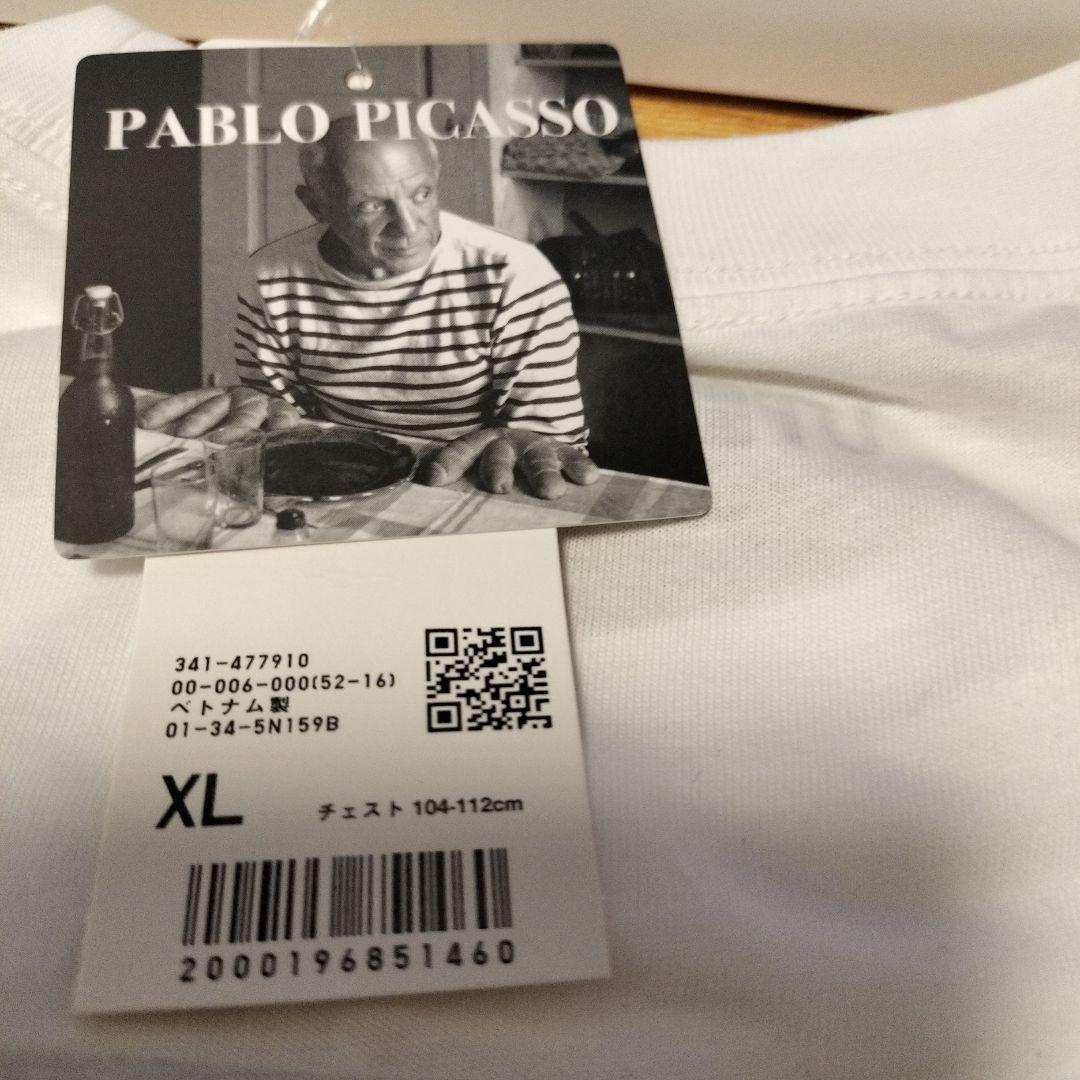 PABLO PICASSO
341-477910
00-006-000(52-16)
ベトナム製
01-34-5N159B
XL
チェスト 104-112cm
2000196851460